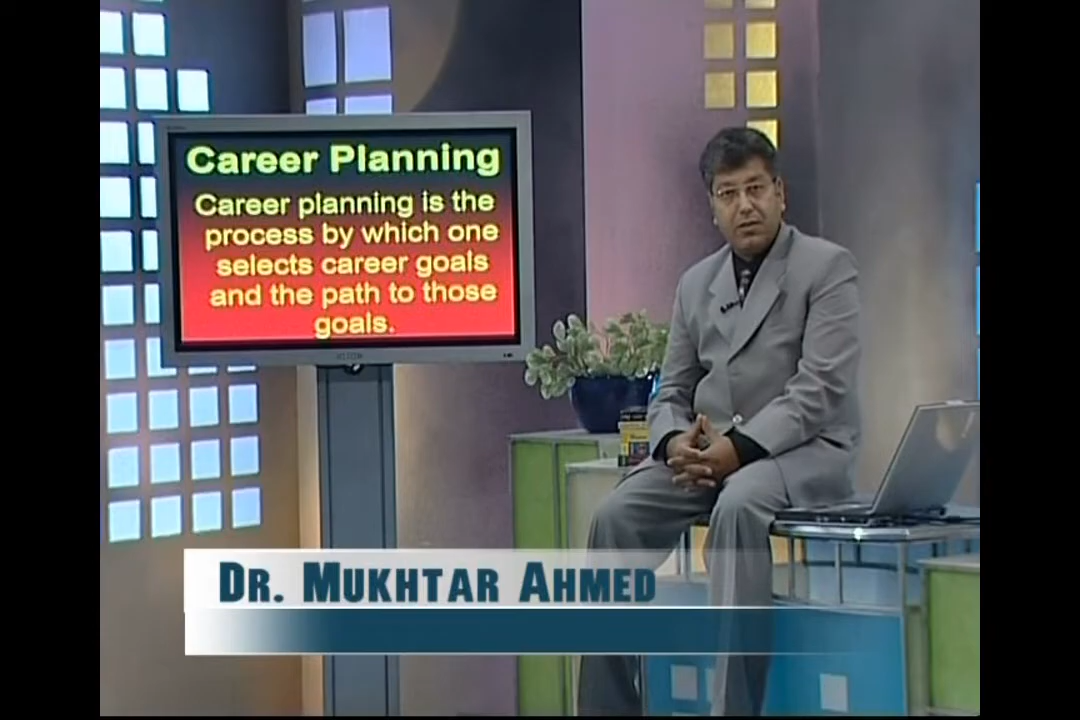 Career Planning
Career planning is the
process by which one
selects career goals
and the path to those
goals.
DR. MUKHTAR AHMED